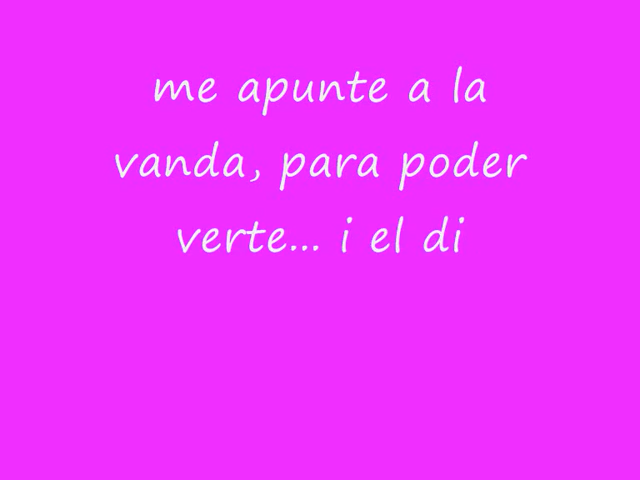 me apunte a la
vanda, para poder
verte... i el di